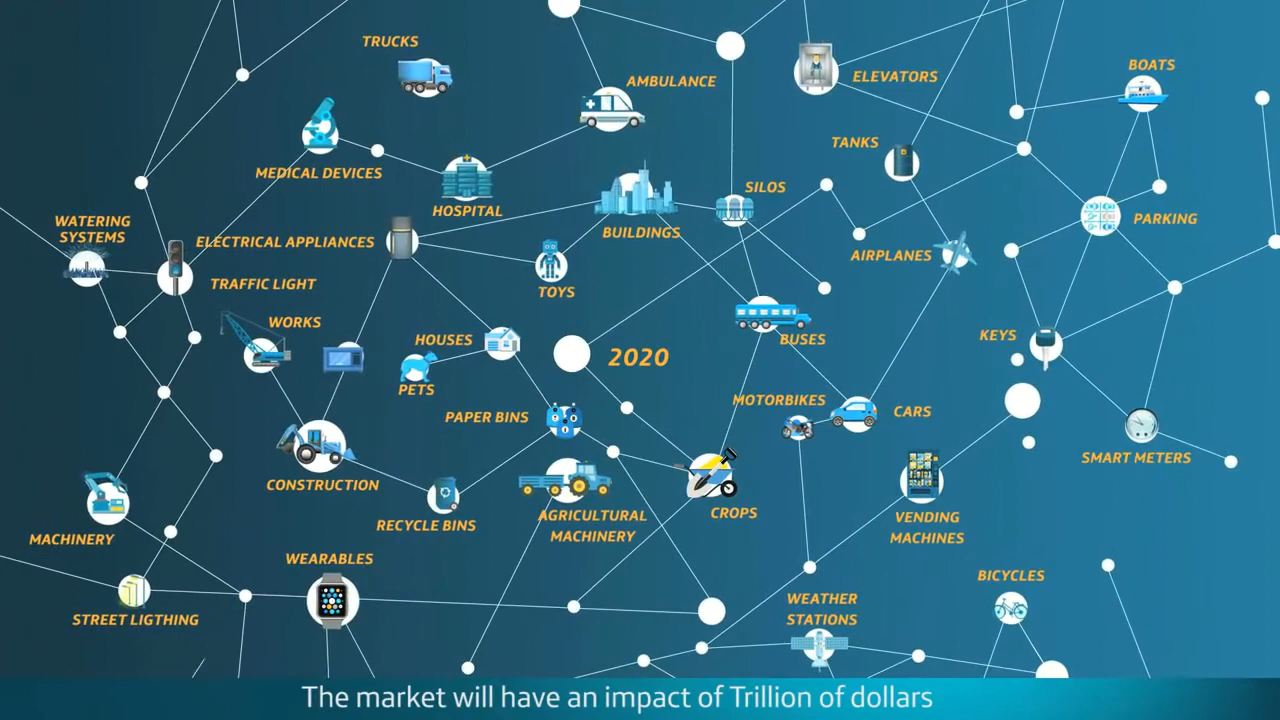 TRUCKS
AMBULANCE
ELEVATORS
BOATS
MEDICAL DEVICES
HOSPITAL
TANKS
SILOS
WATERING
SYSTEMS
ELECTRICAL APPLIANCES
BUILDINGS
PARKING
AIRPLANES
TRAFFIC LIGHT
TOYS
WORKS
HOUSES
2020
BUSES
KEYS
PETS
PAPER BINS
MOTORBIKES
CARS
SMART METERS
CONSTRUCTION
RECYCLE BINS
AGRICULTURAL
MACHINERY
CROPS
VENDING
MACHINES
MACHINERY
WEARABLES
BICYCLES
STREET LIGTHING
WEATHER
STATIONS
The market will have an impact of Trillion of dollars